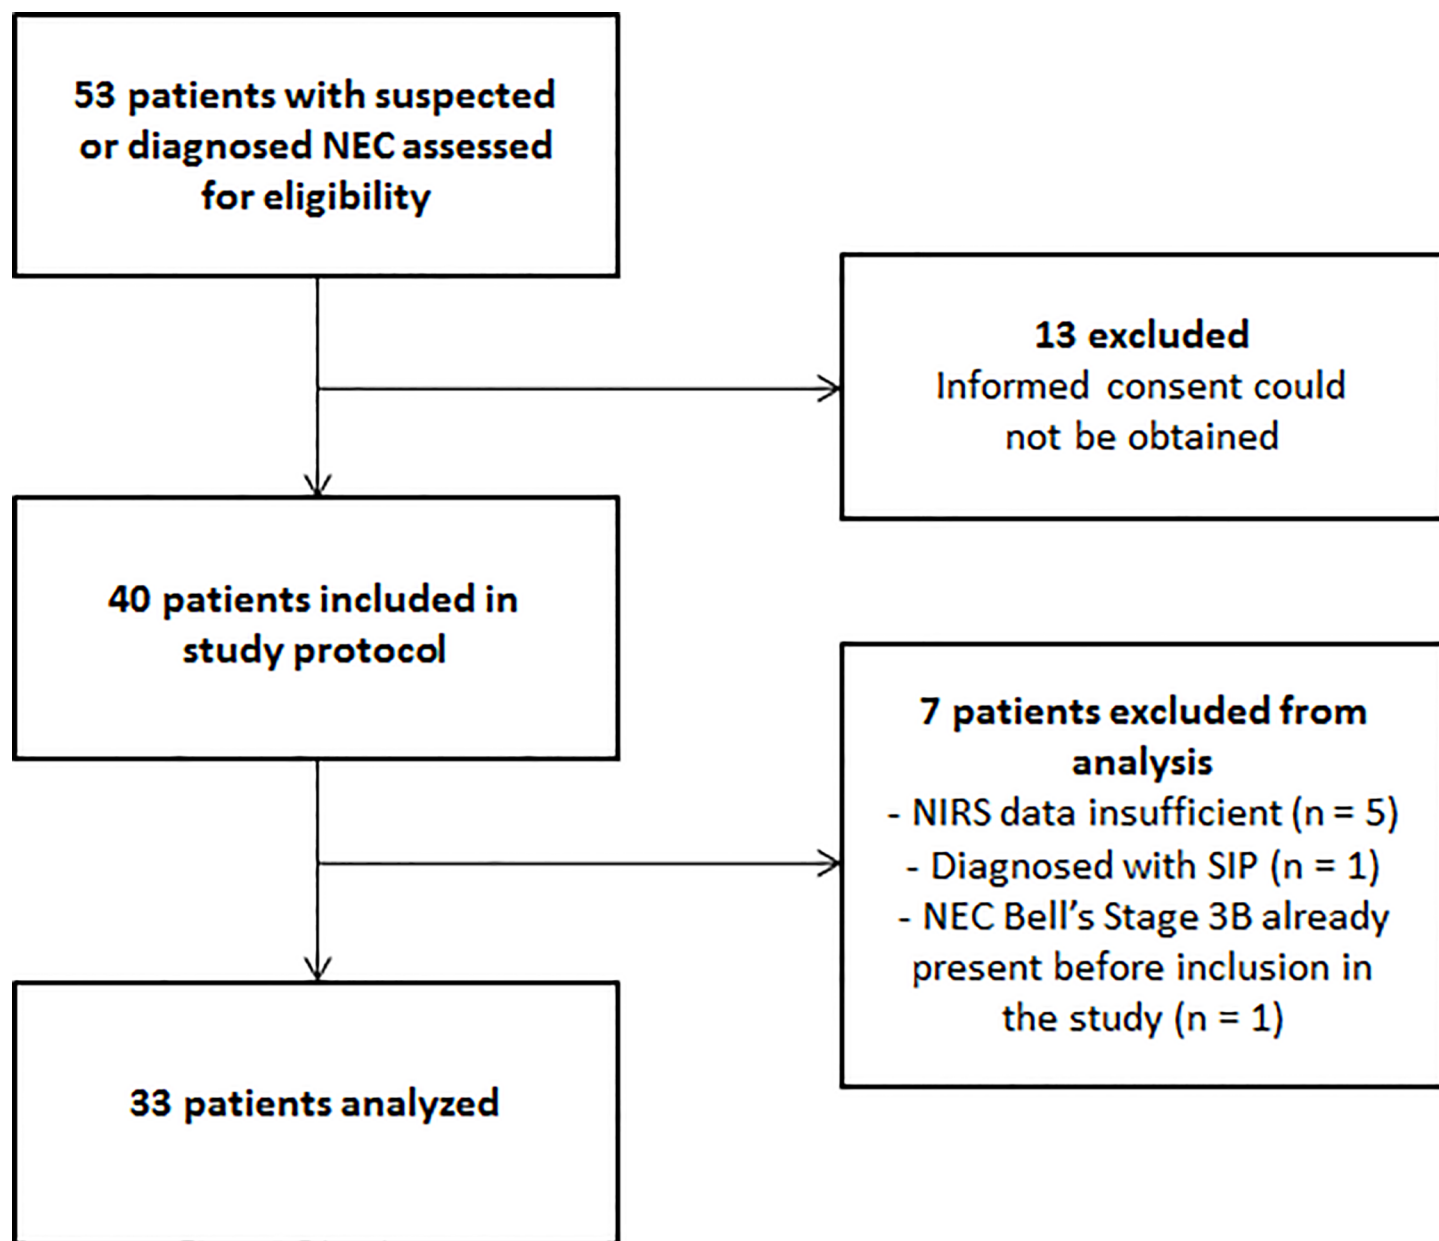 53 patients with suspected
or diagnosed NEC assessed
for eligibility
13 excluded
Informed consent could
not be obtained
40 patients included in
study protocol
7 patients excluded from
analysis
- NIRS data insufficient (n = 5)
- Diagnosed with SIP (n = 1)
- NEC Bell's Stage 3B already
present before inclusion in
the study (n = 1)
33 patients analyzed